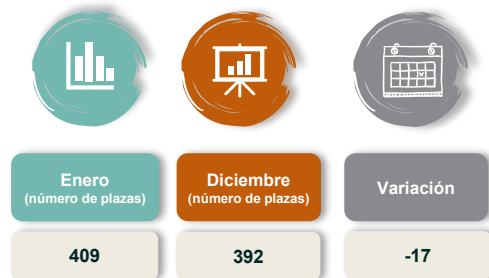 Enero
(número de plazas)
Diciembre
(número de plazas)
Variación
409
392
-17